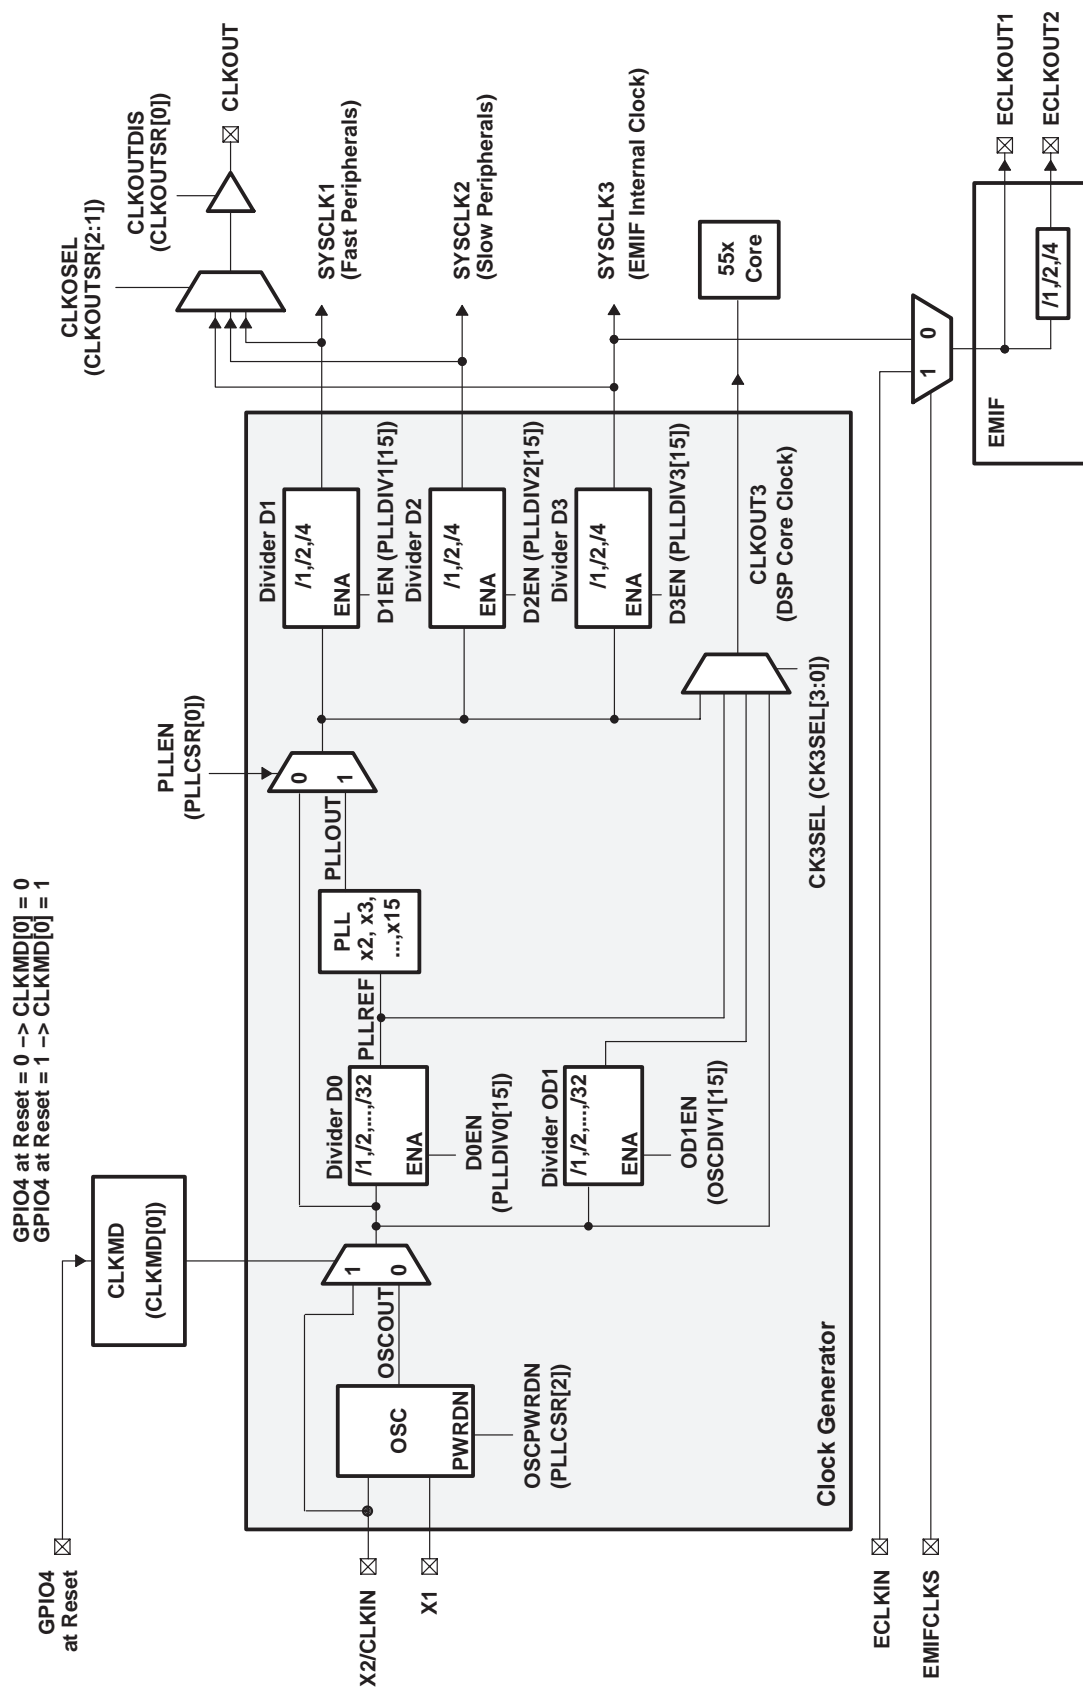 GPIO4 at Reset = 0 –> CLKMD[0] = 0
GPIO4 at Reset = 1 –> CLKMD[0] = 1
GPIO4
at Reset
CLKMD
(CLKMD[0])
PLLEN
(PLLCSR[0])
CLKOSEL
(CLKOUTSR[2:1])
CLKOUTDIS
(CLKOUTSR[0])
CLKOUT
X2/CLKIN
X1
OSC
PWRDN
OSCOUT
OSCPWRDN
(PLLCSR[2])
1
0
Divider D0
/1,/2,...,/32
ENA
D0EN
(PLLDIV0[15])
PLLREF
PLL
x2, x3,
...,x15
PLLOUT
0
1
Divider OD1
/1,/2,...,/32
ENA
OD1EN
(OSCDIV1[15])
Divider D1
/1,/2,/4
ENA
D1EN (PLLDIV1[15])
Divider D2
/1,/2,/4
ENA
D2EN (PLLDIV2[15])
Divider D3
/1,/2,/4
ENA
D3EN (PLLDIV3[15])
SYSCLK1
(Fast Peripherals)
SYSCLK2
(Slow Peripherals)
SYSCLK3
(EMIF Internal Clock)
CK3SEL (CK3SEL[3:0])
CLKOUT3
(DSP Core Clock)
55x
Core
Clock Generator
ECLKIN
EMIFCLKS
1
0
EMIF
/1,/2,/4
ECLKOUT1
ECLKOUT2